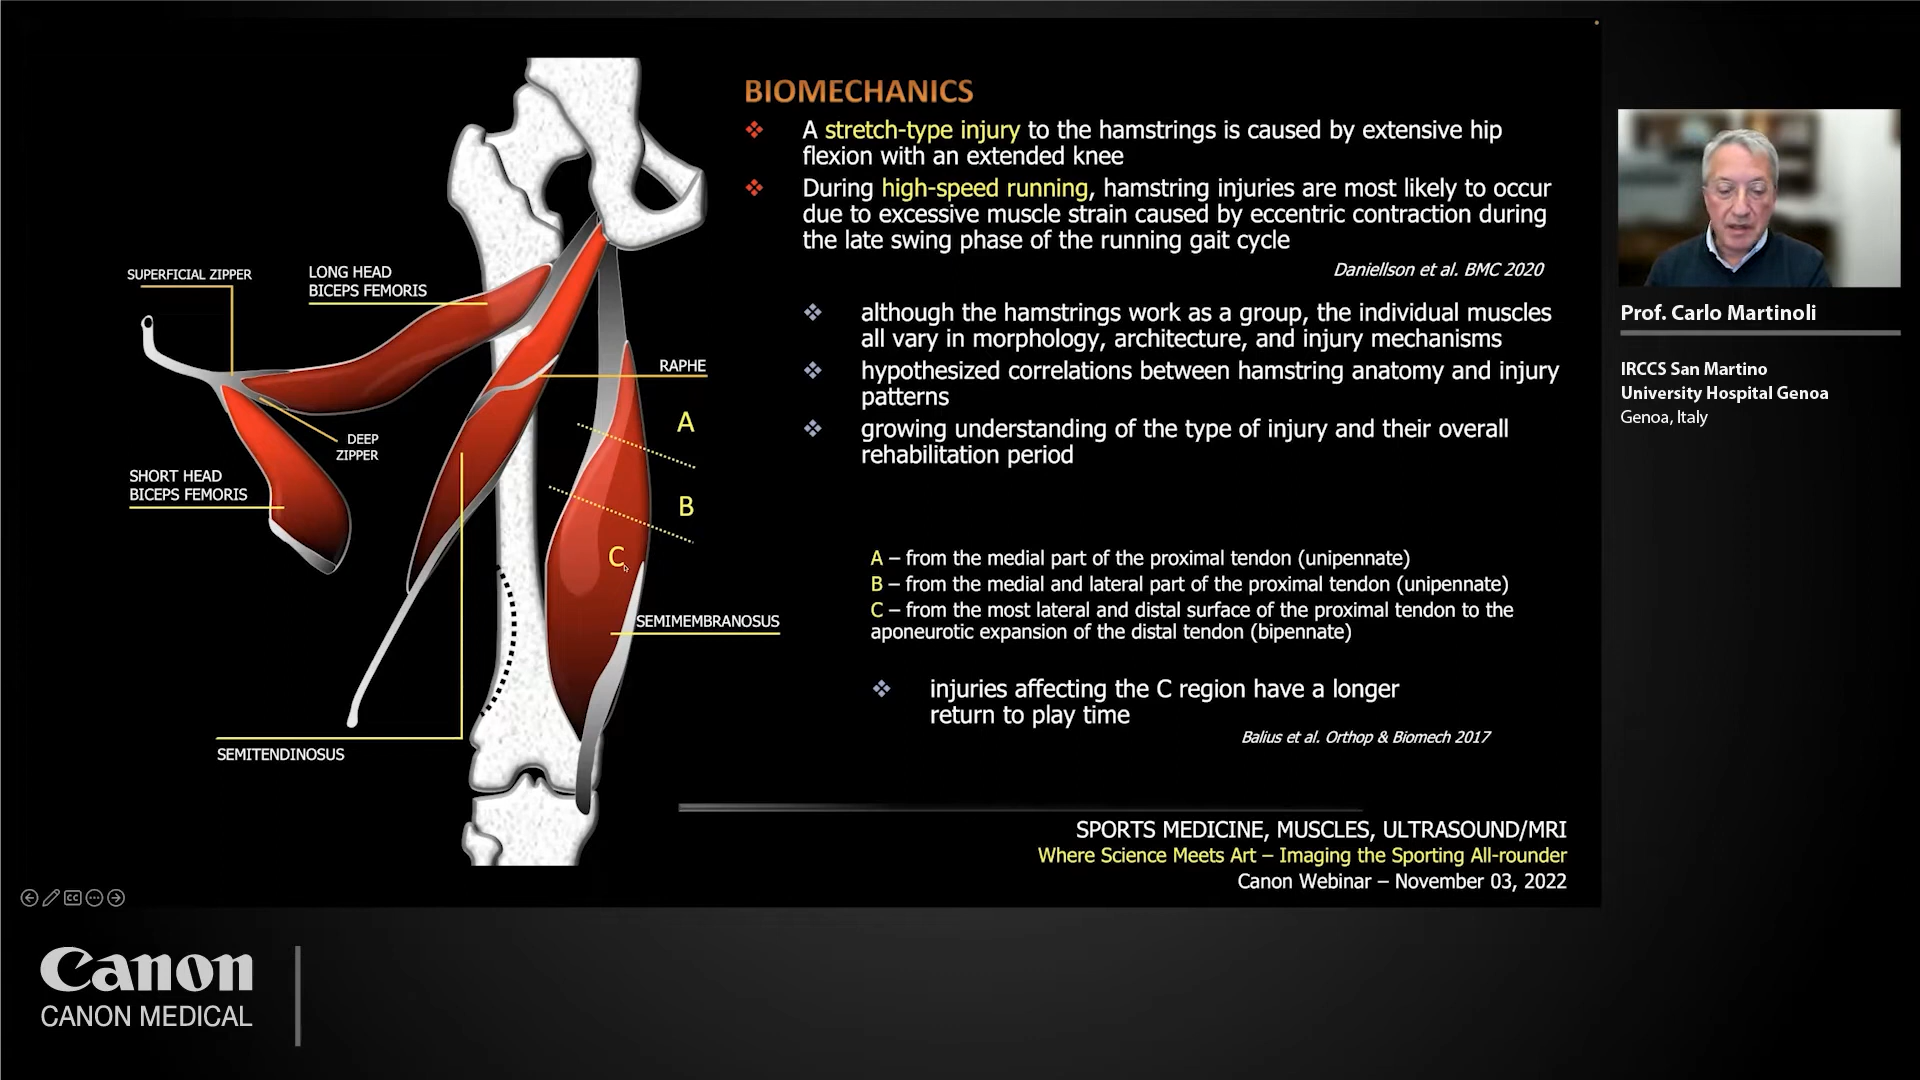 BIOMECHANICS
❖ A stretch-type injury to the hamstrings is caused by extensive hip
flexion with an extended knee
❖ During high-speed running, hamstring injuries are most likely to occur
due to excessive muscle strain caused by eccentric contraction during
the late swing phase of the running gait cycle
Daniellson et al. BMC 2020
❖ although the hamstrings work as a group, the individual muscles
all vary in morphology, architecture, and injury mechanisms
❖ hypothesized correlations between hamstring anatomy and injury
patterns
❖ growing understanding of the type of injury and their overall
rehabilitation period
A – from the medial part of the proximal tendon (unipennate)
B – from the medial and lateral part of the proximal tendon (unipennate)
C – from the most lateral and distal surface of the proximal tendon to the
aponeurotic expansion of the distal tendon (bipennate)
❖ injuries affecting the C region have a longer
return to play time
Balius et al. Orthop & Biomech 2017
SUPERFICIAL ZIPPER
LONG HEAD
BICEPS FEMORIS
RAPHE
A
DEEP
ZIPPER
SHORT HEAD
BICEPS FEMORIS
B
C
SEMIMEMBRANOSUS
SEMITENDINOSUS
SPORTS MEDICINE, MUSCLES, ULTRASOUND/MRI
Where Science Meets Art – Imaging the Sporting All-rounder
Canon Webinar – November 03, 2022
CC
Prof. Carlo Martinoli
IRCCS San Martino
University Hospital Genoa
Genoa, Italy
Canon
CANON MEDICAL